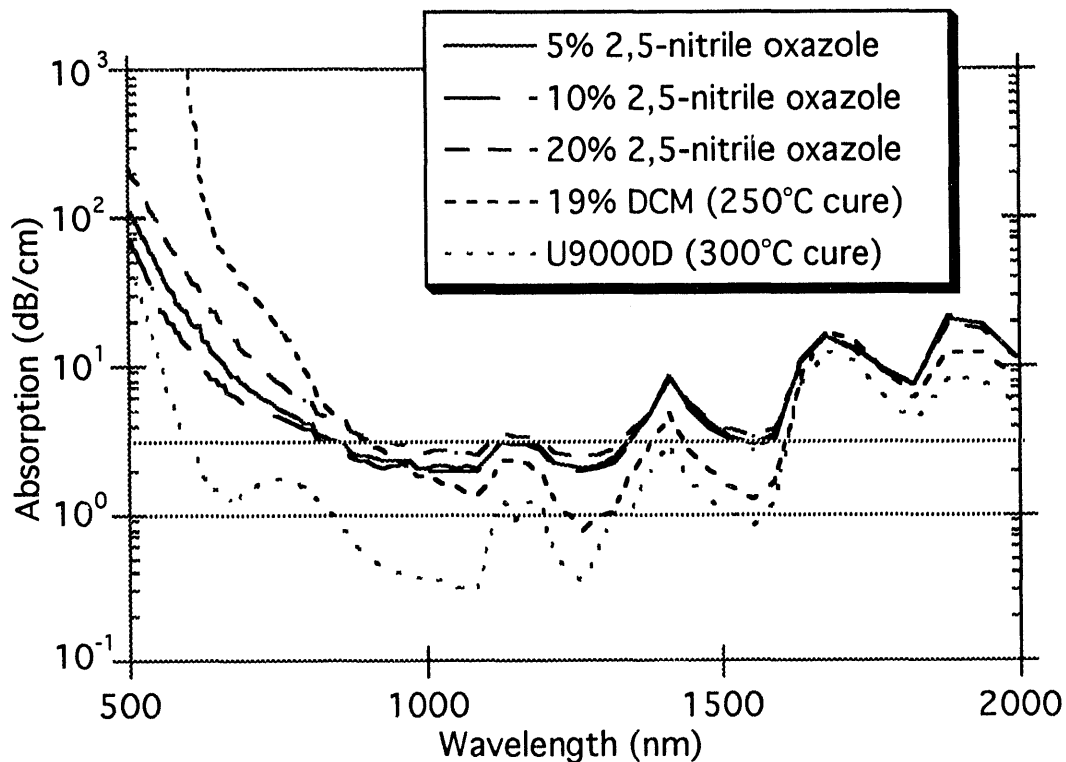 5% 2,5-nitrile oxazole
10% 2,5-nitrile oxazole
20% 2,5-nitrile oxazole
19% DCM (250°C cure)
U9000D (300°C cure)
Absorption (dB/cm)
10³
10²
10¹
10⁰
10⁻¹
500 1000 1500 2000
Wavelength (nm)